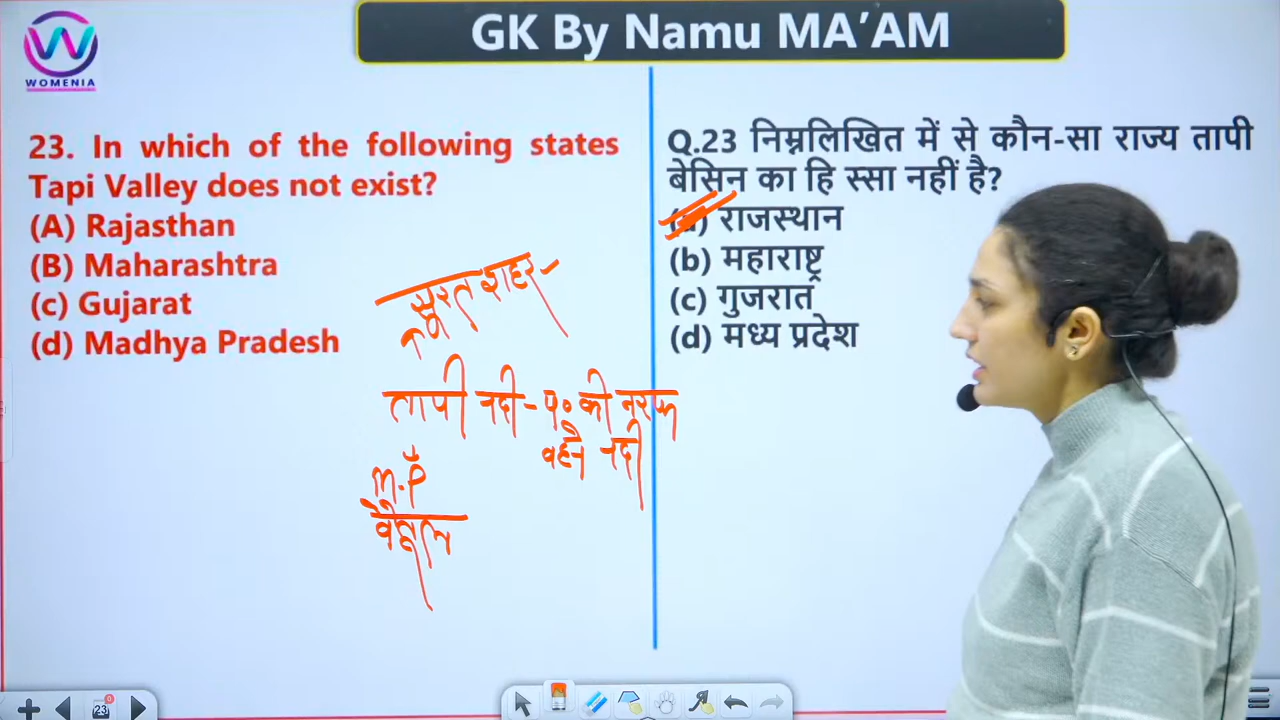 WOMENIA
GK By Namu MA’AM
23. In which of the following states
Tapi Valley does not exist?
(A) Rajasthan
(B) Maharashtra
(c) Gujarat
(d) Madhya Pradesh
Q.23 निम्नलिखित में से कौन-सा राज्य तापी
बेसिन का हि स्सा नहीं है?
(a) राजस्थान
(b) महाराष्ट्र
(c) गुजरात
(d) मध्य प्रदेश
सूरत शहर
तापी नदी - प० की तरफ
नदी
M.P
बैतूल
23